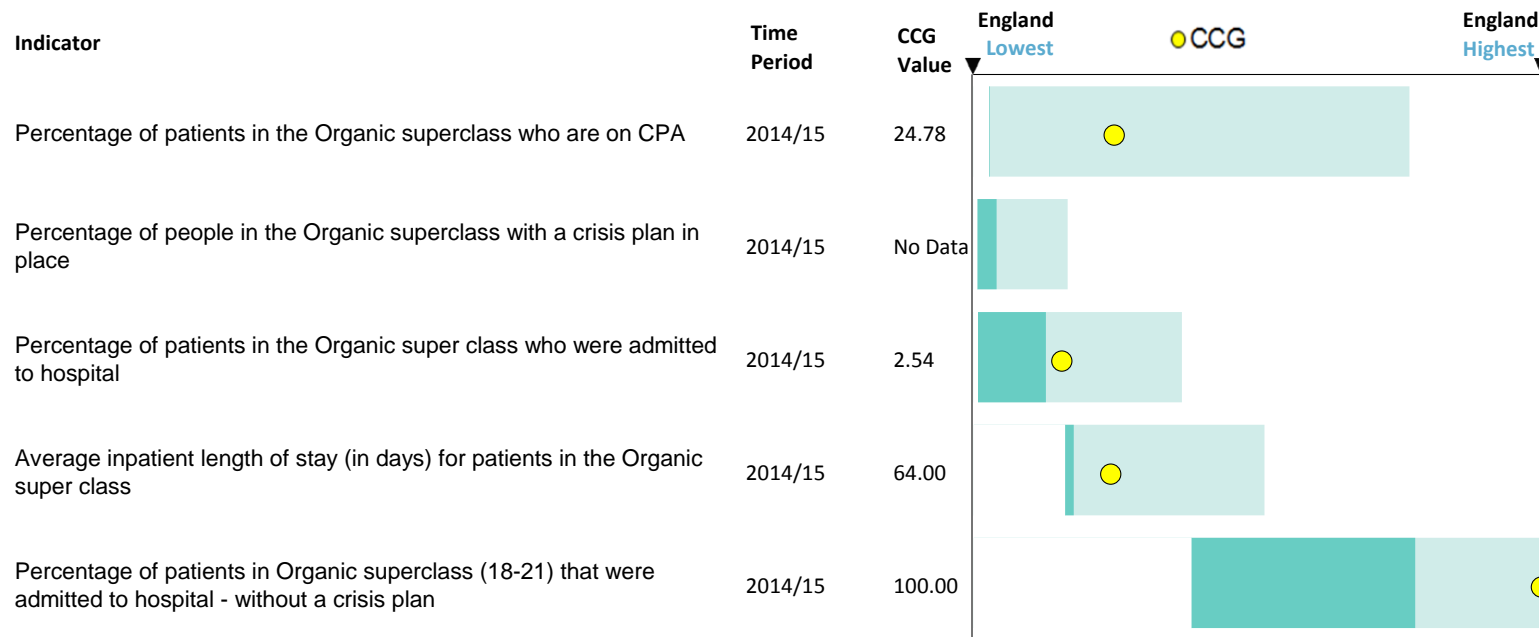 Indicator
Time
Period
CCG
Value
England
Lowest
CCG
England
Highest
Percentage of patients in the Organic superclass who are on CPA
2014/15
24.78
Percentage of people in the Organic superclass with a crisis plan in
place
2014/15
No Data
Percentage of patients in the Organic super class who were admitted
to hospital
2014/15
2.54
Average inpatient length of stay (in days) for patients in the Organic
super class
2014/15
64.00
Percentage of patients in Organic superclass (18-21) that were
admitted to hospital - without a crisis plan
2014/15
100.00